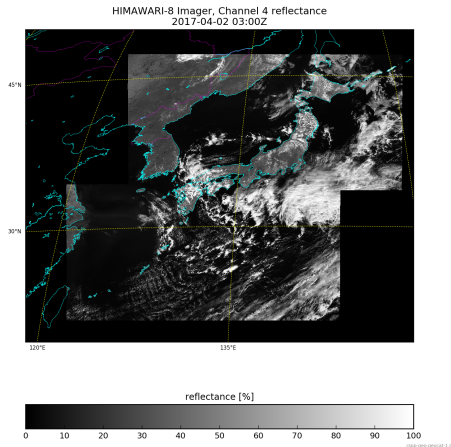 HIMAWARI-8 Imager, Channel 4 reflectance
2017-04-02 03:00Z
45°N
30°N
120°E
135°E
reflectance [%]
0 10 20 30 40 50 60 70 80 90 100